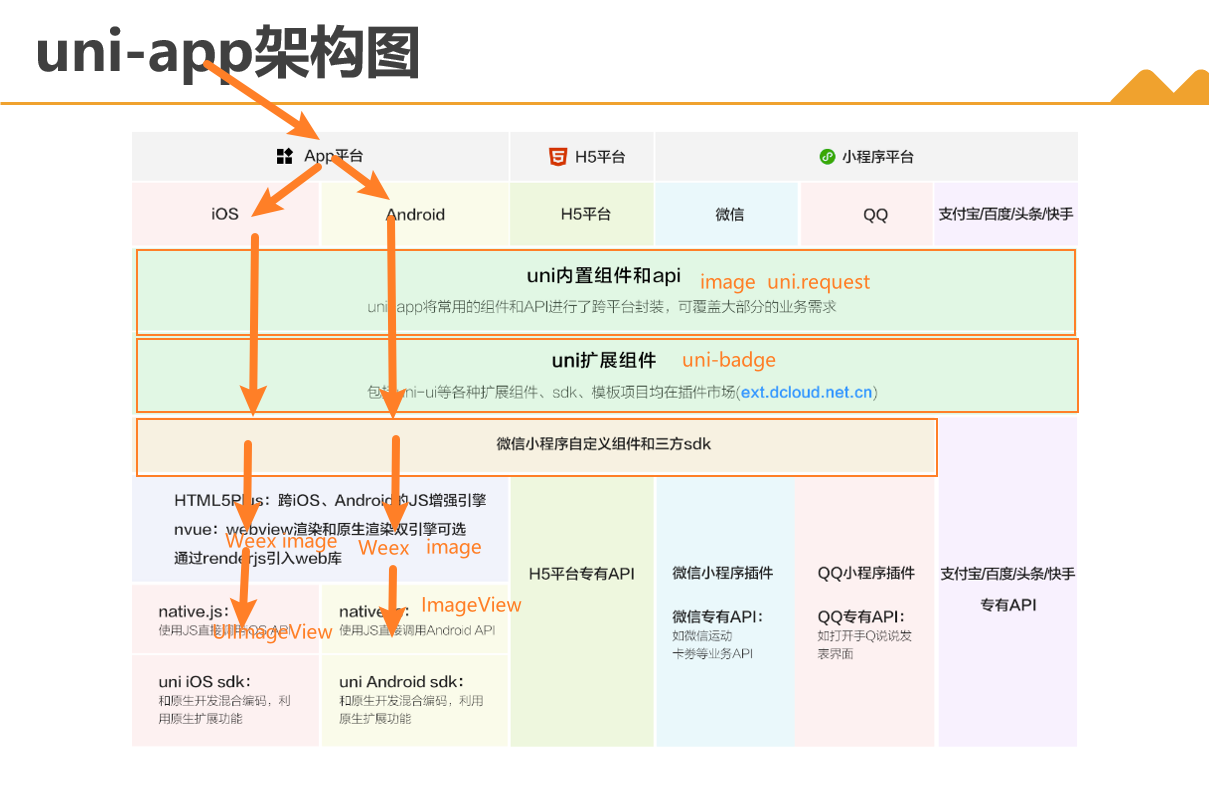 uni-app架构图
App平台
H5平台
小程序平台
iOS
Android
H5平台
微信
QQ
支付宝/百度/头条/快手
uni内置组件和api
image uni.request
uni-app将常用的组件和API进行了跨平台封装，可覆盖大部分的业务需求
uni扩展组件
uni-badge
包括uni-ui等各种扩展组件、sdk、模板项目均在插件市场(ext.dcloud.net.cn)
微信小程序自定义组件和三方sdk
HTML5Plus：跨iOS、Android的JS增强引擎
nvue：webview渲染和原生渲染双引擎可选
Weex image
Weex image
通过renderjs引入web库
H5平台专有API
微信小程序插件
QQ小程序插件
支付宝/百度/头条/快手
专有API
native.js：
使用JS直接调用iOS API
UIImageView
native.js：
ImageView
使用JS直接调用Android API
微信专有API：
如微信运动
卡券等业务API
QQ专有API：
如打开手Q说说发
表界面
uni iOS sdk：
和原生开发混合编码，利
用原生扩展功能
uni Android sdk：
和原生开发混合编码，利用
原生扩展功能